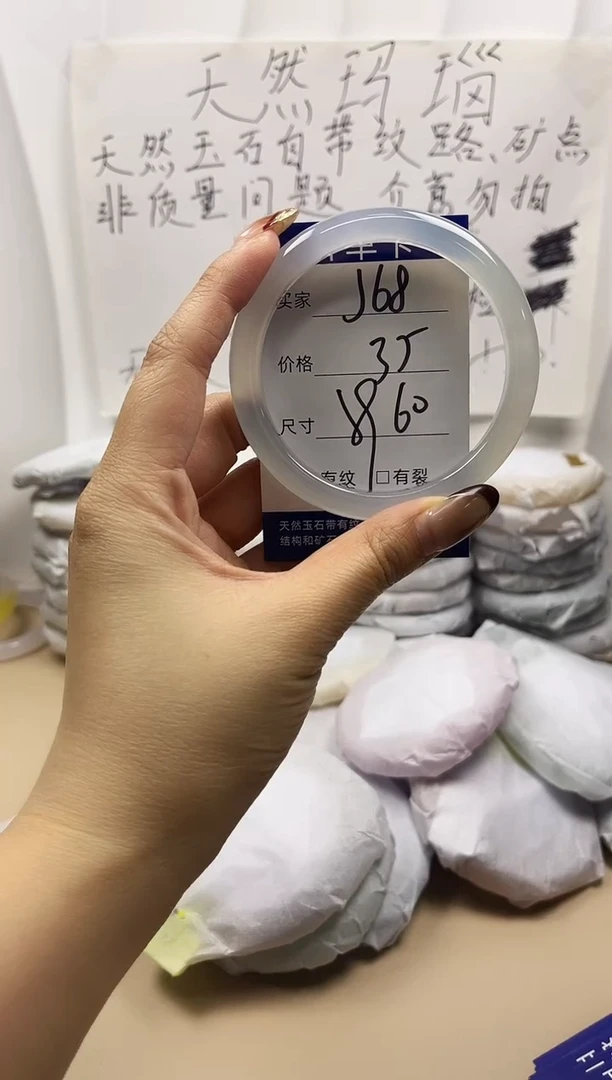 天然玛瑙
天然玉石自带纹路、矿点
非质量问题 介意勿拍
买家 J68
价格 35
尺寸 60
有纹 □有裂
天然玉石带有纹
结构和矿石